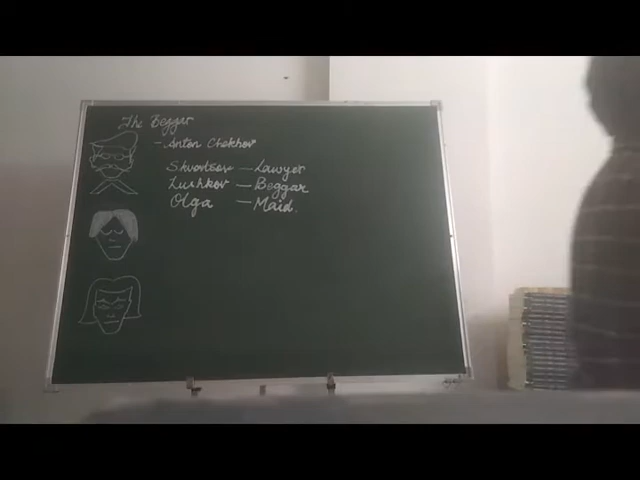 The Beggar
- Anton Chekhov
Skvortsov - Lawyer
Lushkov - Beggar
Olga - Maid.